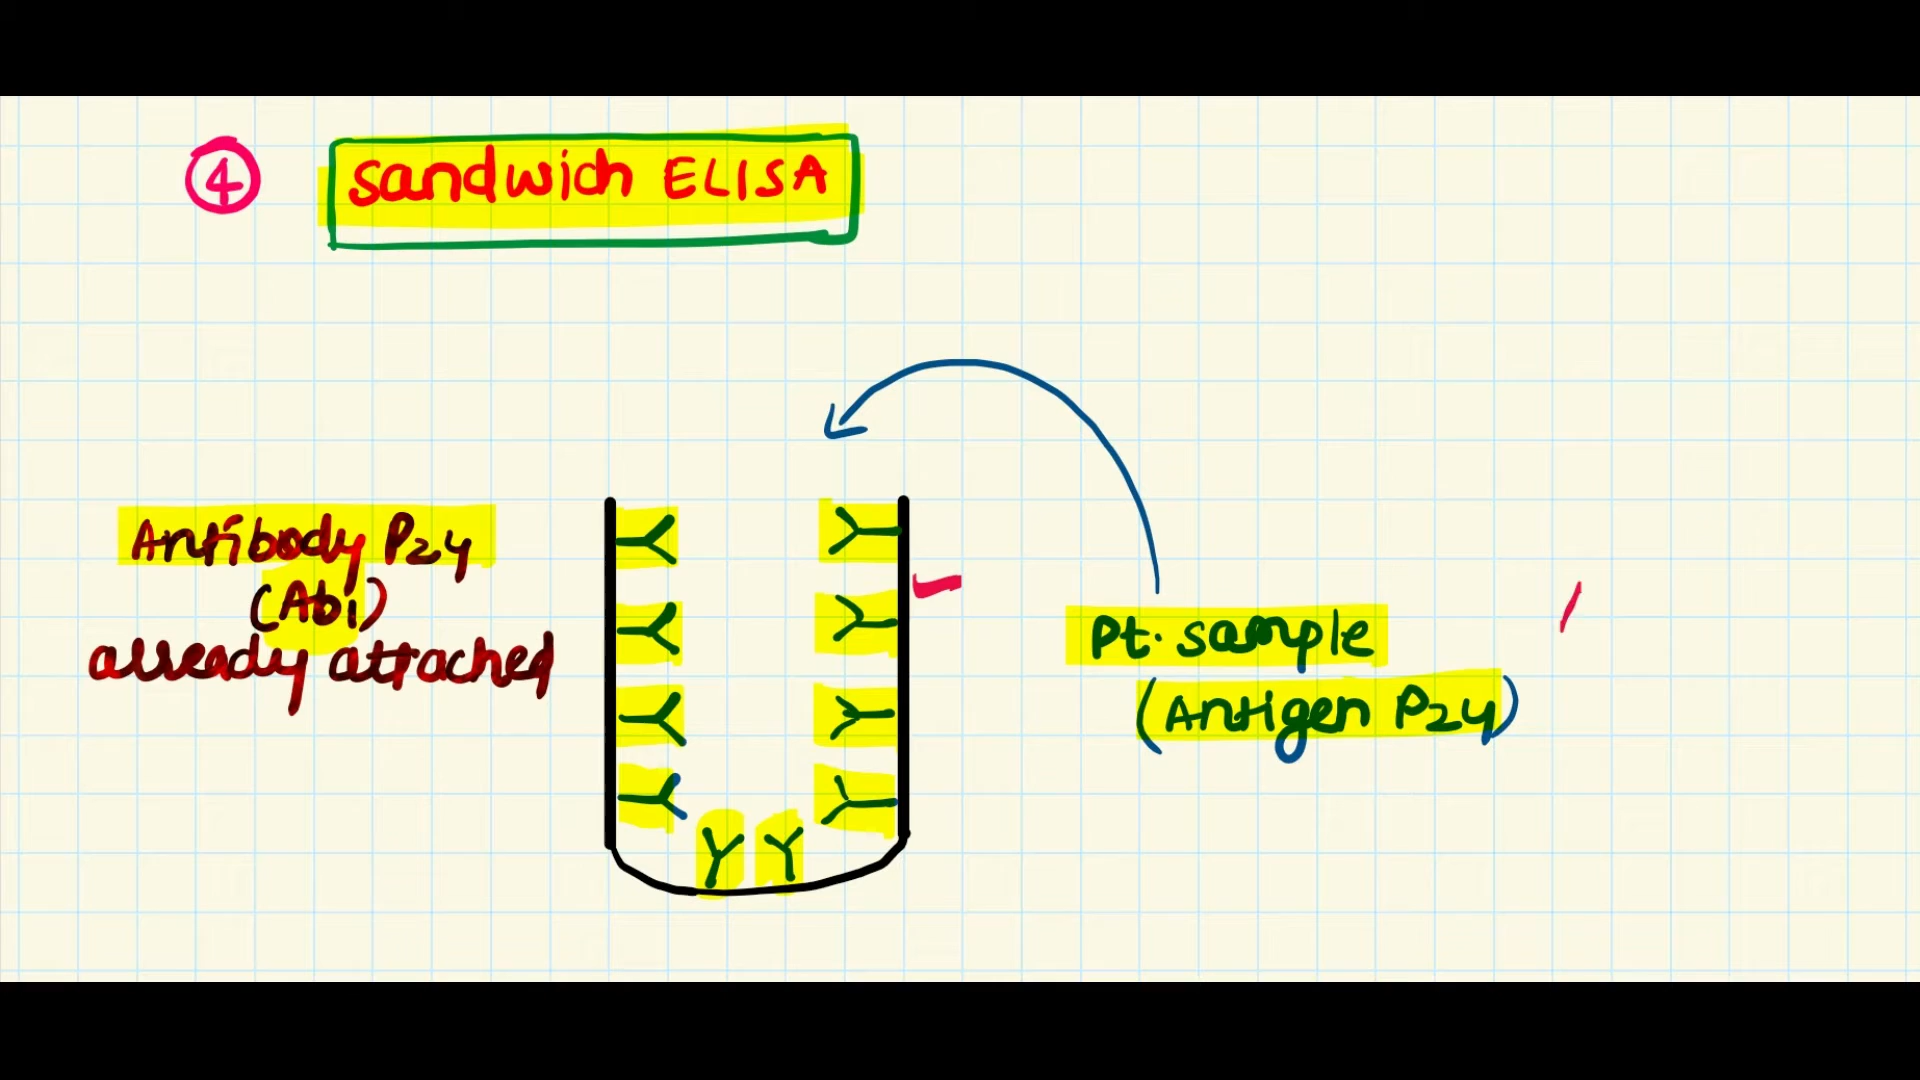 4
Sandwich ELISA
Antibody P24
(Ab1)
already attached
Pt. sample
(Antigen P24)